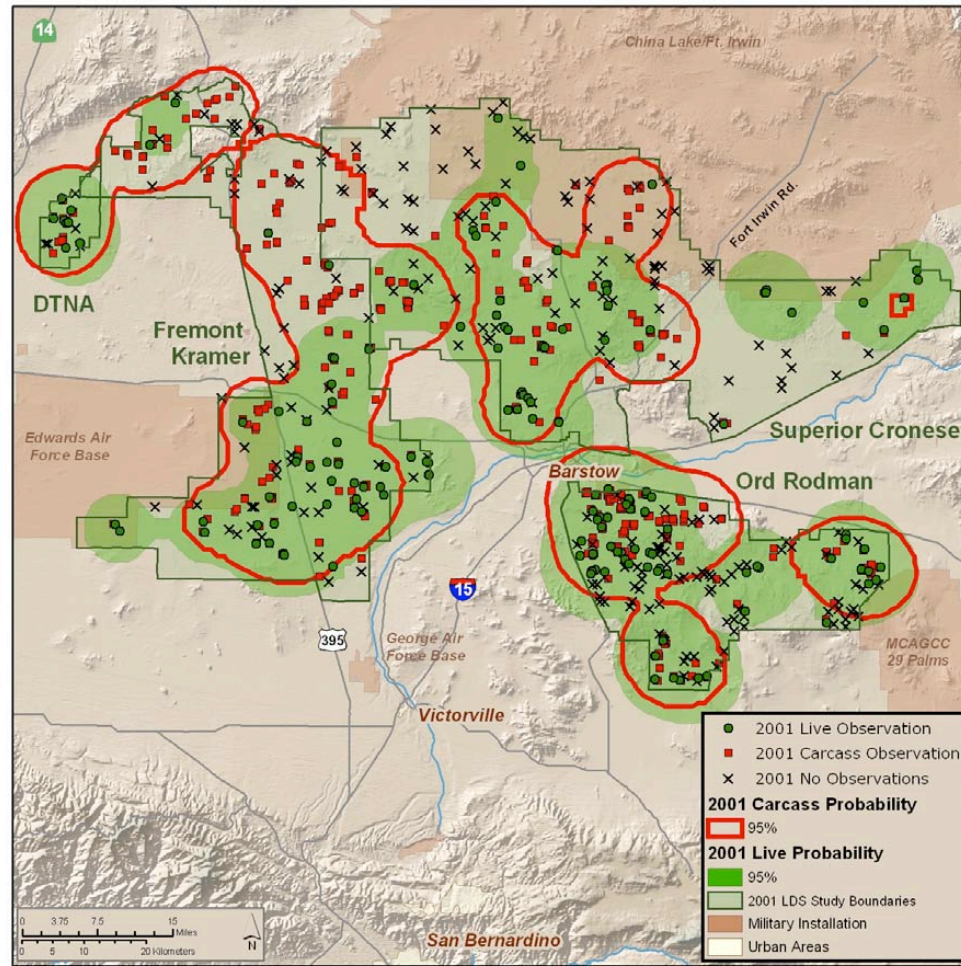 14
China Lake/Ft. Irwin
Fort Irwin Rd.
DTNA
Fremont
Kramer
Edwards Air
Force Base
Superior Cronese
Barstow
Ord Rodman
15
395
George Air
Force Base
MCAGCC
29 Palms
Victorville
San Bernardino
2001 Live Observation
2001 Carcass Observation
2001 No Observations
2001 Carcass Probability
95%
2001 Live Probability
95%
2001 LDS Study Boundaries
Military Installation
Urban Areas
0 3.75 7.5 15
Miles
0 5 10 20 Kilometers
N